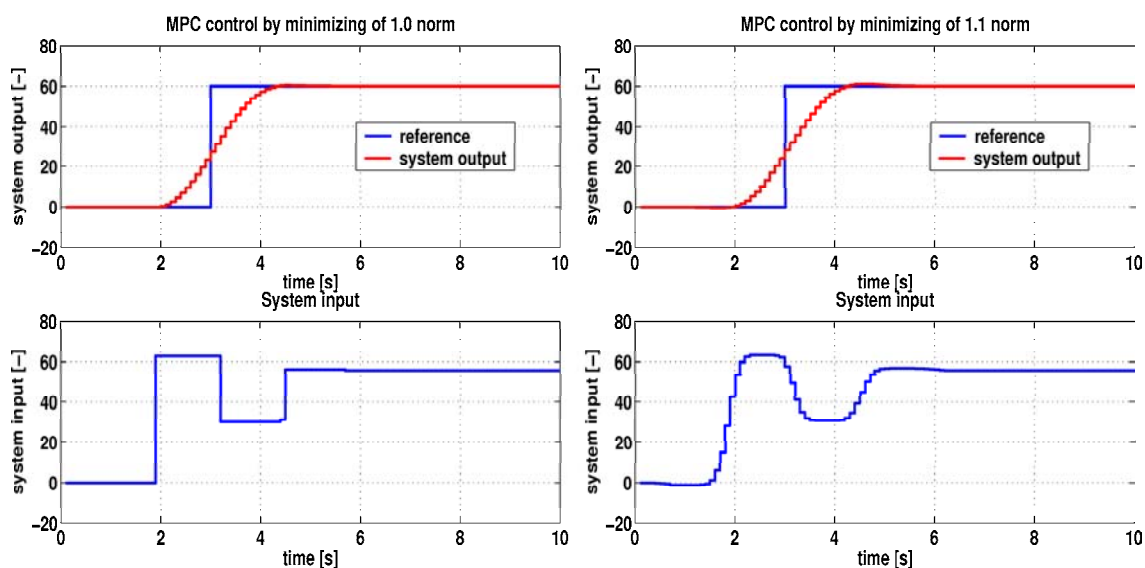 MPC control by minimizing of 1.0 norm
80
60
40
20
0
−20
system output [−]
reference
system output
0 2 4 6 8 10
time [s]
System input
80
60
40
20
0
−20
system input [−]
0 2 4 6 8 10
time [s]
MPC control by minimizing of 1.1 norm
80
60
40
20
0
−20
system output [−]
reference
system output
0 2 4 6 8 10
time [s]
System input
80
60
40
20
0
−20
system input [−]
0 2 4 6 8 10
time [s]